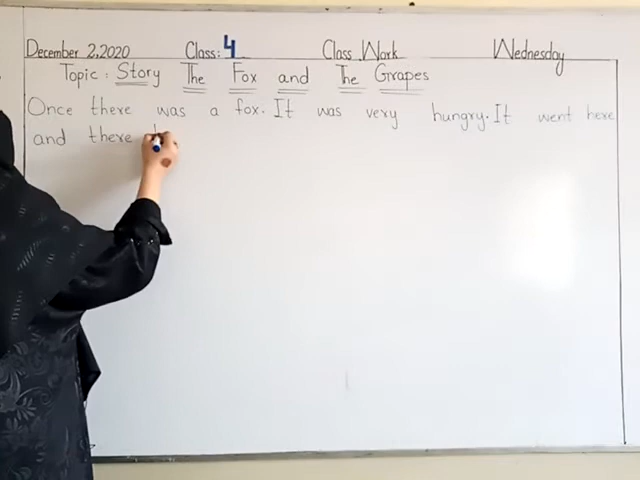 December 2,2020 Class: 4 Class Work Wednesday
Topic: Story The Fox and The Grapes
Once there was a fox. It was very hungry. It went here
and there